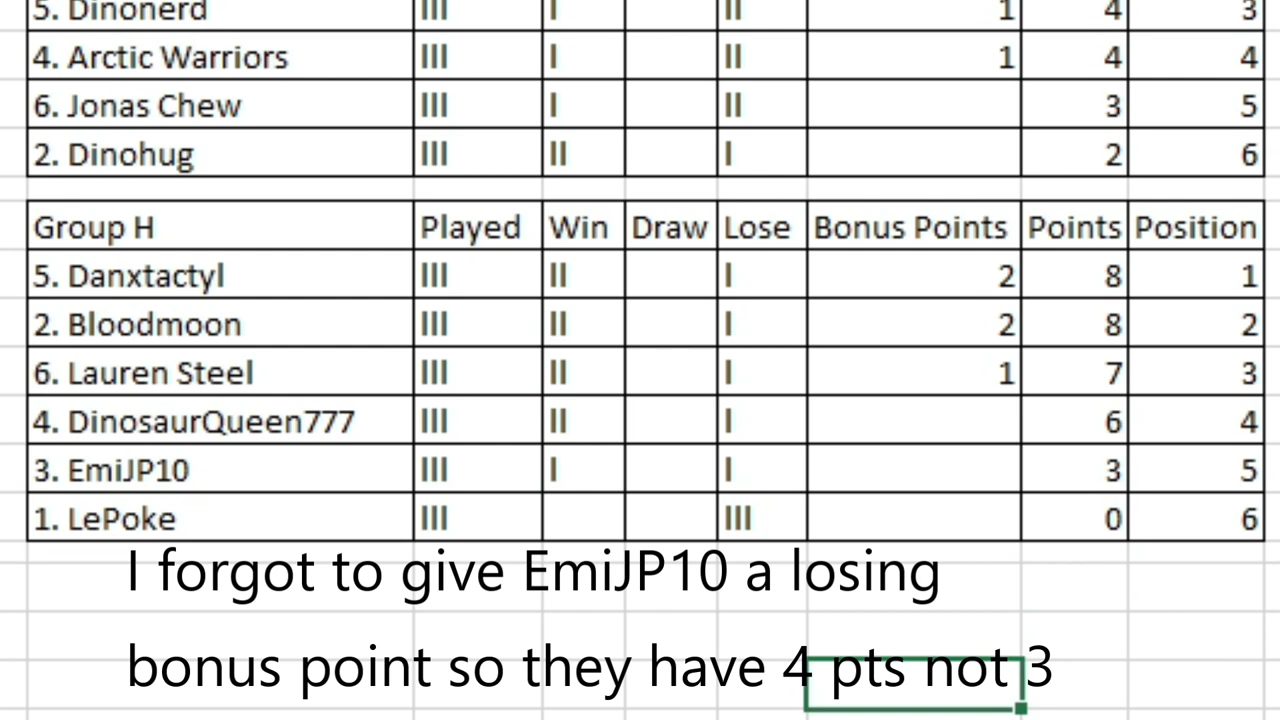 5. Dinonerd III I II 1 4 3
4. Arctic Warriors III I II 1 4 4
6. Jonas Chew III I II 3 5
2. Dinohug III II I 2 6
Group H Played Win Draw Lose Bonus Points Points Position
5. Danxtactyl III II I 2 8 1
2. Bloodmoon III II I 2 8 2
6. Lauren Steel III II I 1 7 3
4. DinosaurQueen777 III II I 6 4
3. EmiJP10 III I I 3 5
1. LePoke III III 0 6
I forgot to give EmiJP10 a losing
bonus point so they have 4 pts not 3